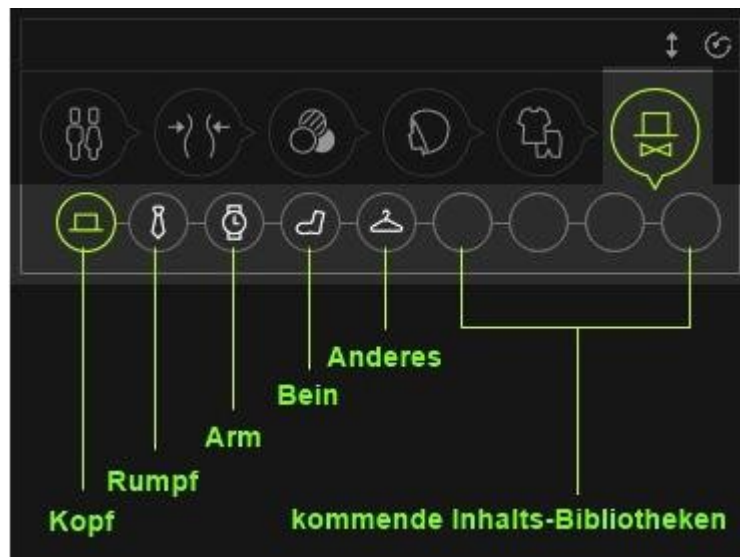 Anderes
Bein
Arm
Rumpf
Kopf
kommende Inhalts-Bibliotheken